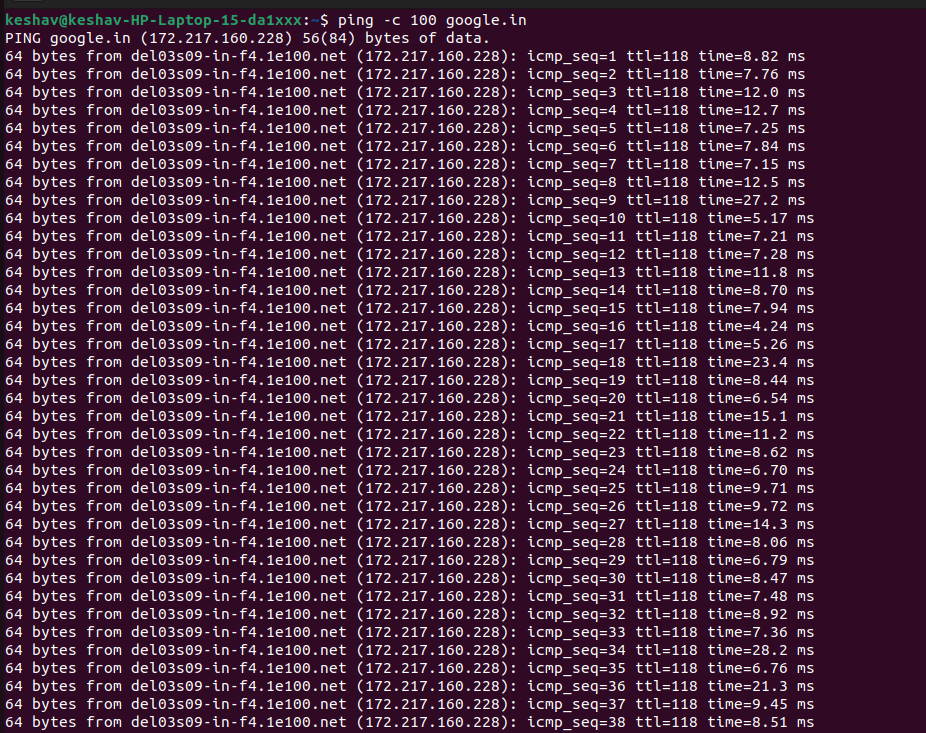 keshav@keshav-HP-Laptop-15-da1xxx:~$ ping -c 100 google.in
PING google.in (172.217.160.228) 56(84) bytes of data.
64 bytes from del03s09-in-f4.1e100.net (172.217.160.228): icmp_seq=1 ttl=118 time=8.82 ms
64 bytes from del03s09-in-f4.1e100.net (172.217.160.228): icmp_seq=2 ttl=118 time=7.76 ms
64 bytes from del03s09-in-f4.1e100.net (172.217.160.228): icmp_seq=3 ttl=118 time=12.0 ms
64 bytes from del03s09-in-f4.1e100.net (172.217.160.228): icmp_seq=4 ttl=118 time=12.7 ms
64 bytes from del03s09-in-f4.1e100.net (172.217.160.228): icmp_seq=5 ttl=118 time=7.25 ms
64 bytes from del03s09-in-f4.1e100.net (172.217.160.228): icmp_seq=6 ttl=118 time=7.84 ms
64 bytes from del03s09-in-f4.1e100.net (172.217.160.228): icmp_seq=7 ttl=118 time=7.15 ms
64 bytes from del03s09-in-f4.1e100.net (172.217.160.228): icmp_seq=8 ttl=118 time=12.5 ms
64 bytes from del03s09-in-f4.1e100.net (172.217.160.228): icmp_seq=9 ttl=118 time=27.2 ms
64 bytes from del03s09-in-f4.1e100.net (172.217.160.228): icmp_seq=10 ttl=118 time=5.17 ms
64 bytes from del03s09-in-f4.1e100.net (172.217.160.228): icmp_seq=11 ttl=118 time=7.21 ms
64 bytes from del03s09-in-f4.1e100.net (172.217.160.228): icmp_seq=12 ttl=118 time=7.28 ms
64 bytes from del03s09-in-f4.1e100.net (172.217.160.228): icmp_seq=13 ttl=118 time=11.8 ms
64 bytes from del03s09-in-f4.1e100.net (172.217.160.228): icmp_seq=14 ttl=118 time=8.70 ms
64 bytes from del03s09-in-f4.1e100.net (172.217.160.228): icmp_seq=15 ttl=118 time=7.94 ms
64 bytes from del03s09-in-f4.1e100.net (172.217.160.228): icmp_seq=16 ttl=118 time=4.24 ms
64 bytes from del03s09-in-f4.1e100.net (172.217.160.228): icmp_seq=17 ttl=118 time=5.26 ms
64 bytes from del03s09-in-f4.1e100.net (172.217.160.228): icmp_seq=18 ttl=118 time=23.4 ms
64 bytes from del03s09-in-f4.1e100.net (172.217.160.228): icmp_seq=19 ttl=118 time=8.44 ms
64 bytes from del03s09-in-f4.1e100.net (172.217.160.228): icmp_seq=20 ttl=118 time=6.54 ms
64 bytes from del03s09-in-f4.1e100.net (172.217.160.228): icmp_seq=21 ttl=118 time=15.1 ms
64 bytes from del03s09-in-f4.1e100.net (172.217.160.228): icmp_seq=22 ttl=118 time=11.2 ms
64 bytes from del03s09-in-f4.1e100.net (172.217.160.228): icmp_seq=23 ttl=118 time=8.62 ms
64 bytes from del03s09-in-f4.1e100.net (172.217.160.228): icmp_seq=24 ttl=118 time=6.70 ms
64 bytes from del03s09-in-f4.1e100.net (172.217.160.228): icmp_seq=25 ttl=118 time=9.71 ms
64 bytes from del03s09-in-f4.1e100.net (172.217.160.228): icmp_seq=26 ttl=118 time=9.72 ms
64 bytes from del03s09-in-f4.1e100.net (172.217.160.228): icmp_seq=27 ttl=118 time=14.3 ms
64 bytes from del03s09-in-f4.1e100.net (172.217.160.228): icmp_seq=28 ttl=118 time=8.06 ms
64 bytes from del03s09-in-f4.1e100.net (172.217.160.228): icmp_seq=29 ttl=118 time=6.79 ms
64 bytes from del03s09-in-f4.1e100.net (172.217.160.228): icmp_seq=30 ttl=118 time=8.47 ms
64 bytes from del03s09-in-f4.1e100.net (172.217.160.228): icmp_seq=31 ttl=118 time=7.48 ms
64 bytes from del03s09-in-f4.1e100.net (172.217.160.228): icmp_seq=32 ttl=118 time=8.92 ms
64 bytes from del03s09-in-f4.1e100.net (172.217.160.228): icmp_seq=33 ttl=118 time=7.36 ms
64 bytes from del03s09-in-f4.1e100.net (172.217.160.228): icmp_seq=34 ttl=118 time=28.2 ms
64 bytes from del03s09-in-f4.1e100.net (172.217.160.228): icmp_seq=35 ttl=118 time=6.76 ms
64 bytes from del03s09-in-f4.1e100.net (172.217.160.228): icmp_seq=36 ttl=118 time=21.3 ms
64 bytes from del03s09-in-f4.1e100.net (172.217.160.228): icmp_seq=37 ttl=118 time=9.45 ms
64 bytes from del03s09-in-f4.1e100.net (172.217.160.228): icmp_seq=38 ttl=118 time=8.51 ms